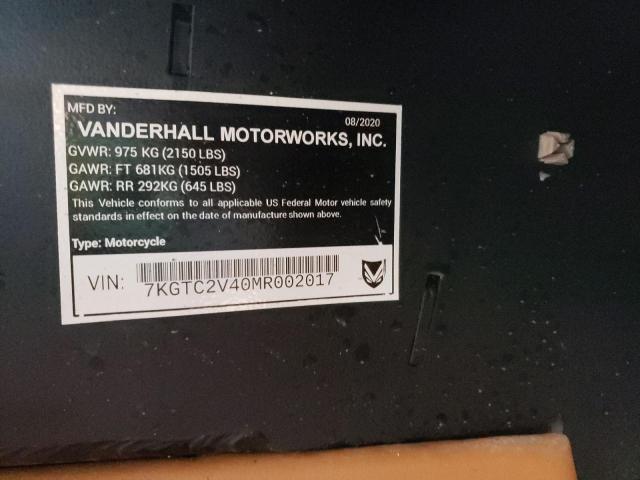 MFD BY:
08/2020
VANDERHALL MOTORWORKS, INC.
GVWR: 975 KG (2150 LBS)
GAWR: FT 681KG (1505 LBS)
GAWR: RR 292KG (645 LBS)
This Vehicle conforms to all applicable US Federal Motor vehicle safety
standards in effect on the date of manufacture shown above.
Type: Motorcycle
VIN: 7KGTC2V40MR002017